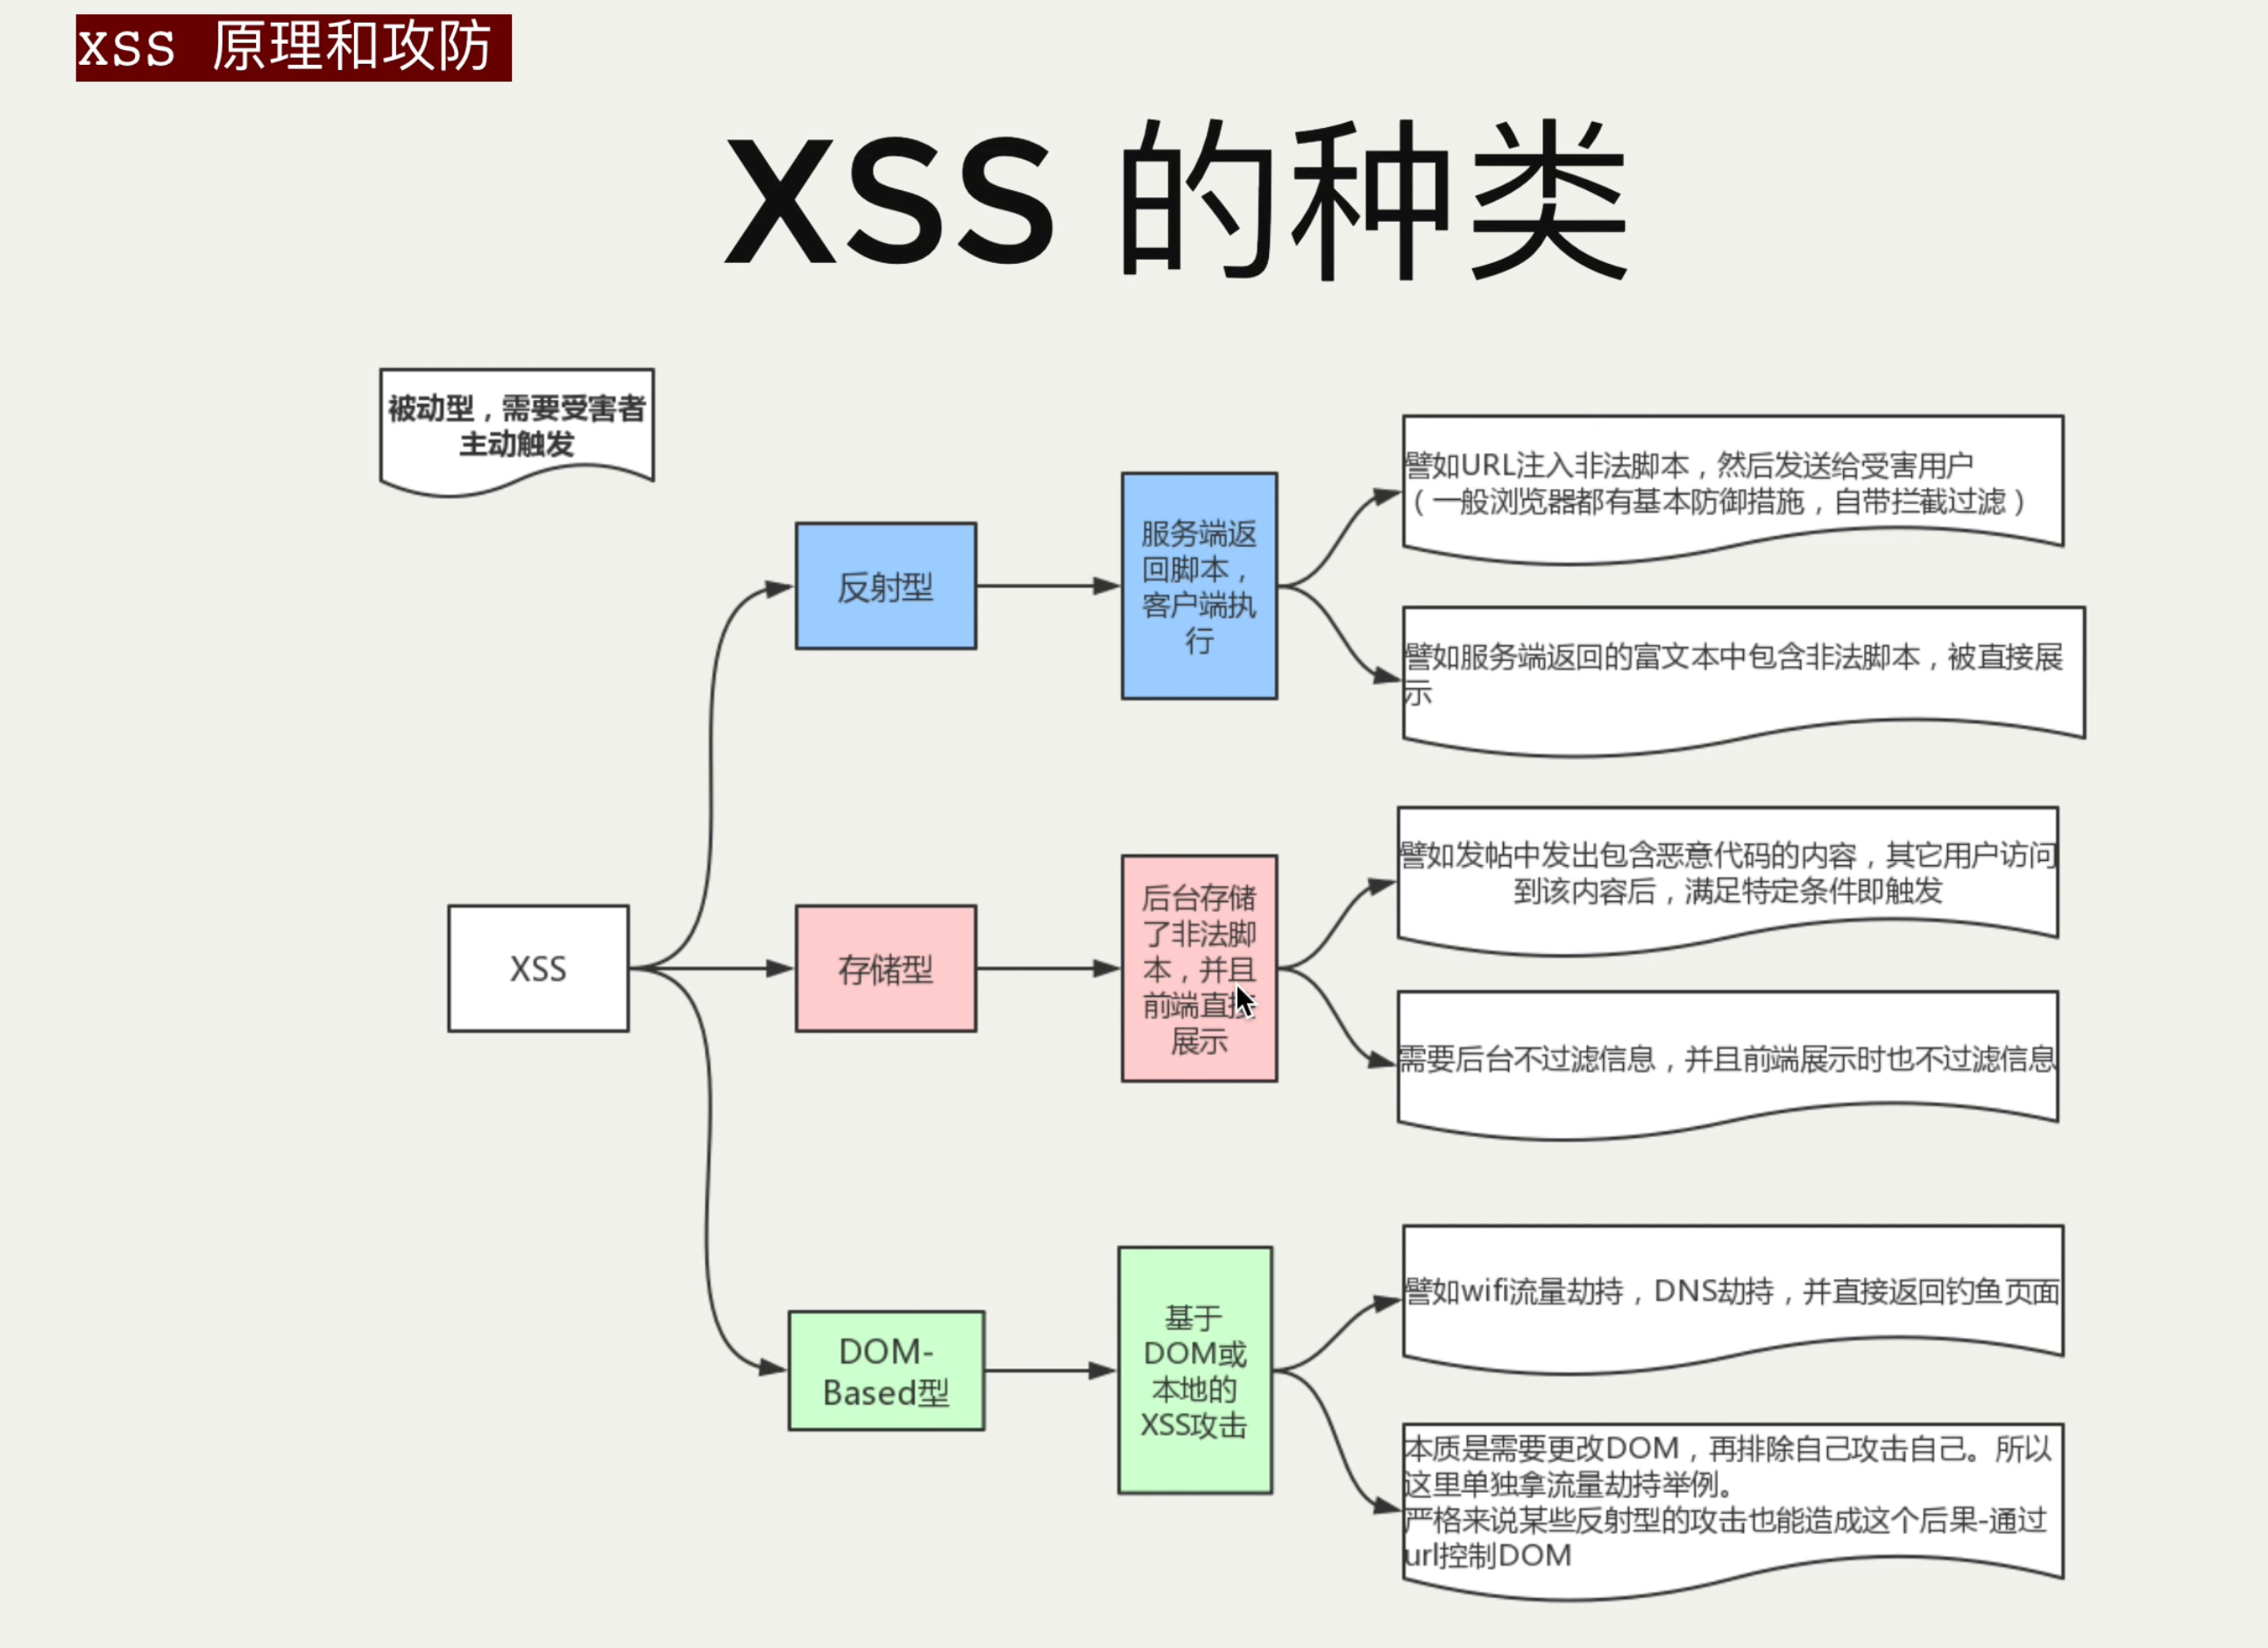 xss 原理和攻防
XSS 的种类
被动型，需要受害者
主动触发
譬如URL注入非法脚本，然后发送给受害用户
（一般浏览器都有基本防御措施，自带拦截过滤）
服务端返
回脚本，
客户端执
行
反射型
譬如服务端返回的富文本中包含非法脚本，被直接展
示
譬如发帖中发出包含恶意代码的内容，其它用户访问
到该内容后，满足特定条件即触发
XSS
存储型
后台存储
了非法脚
本，并且
前端直接
展示
需要后台不过滤信息，并且前端展示时也不过滤信息
譬如wifi流量劫持，DNS劫持，并直接返回钓鱼页面
DOM-
Based型
基于
DOM或
本地的
XSS攻击
本质是需要更改DOM，再排除自己攻击自己。所以
这里单独拿流量劫持举例。
严格来说某些反射型的攻击也能造成这个后果-通过
url控制DOM